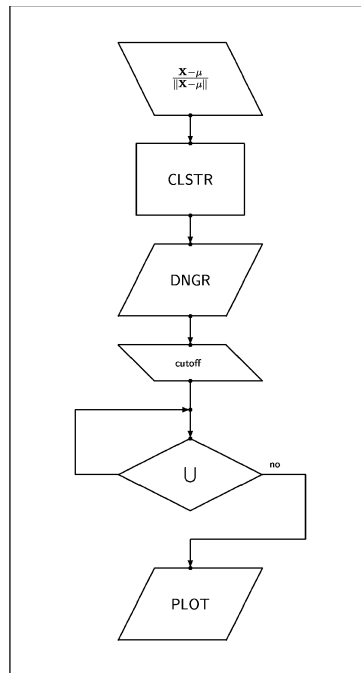 x−μ
‖x−μ‖
CLSTR
DNGR
cutoff
U
no
PLOT